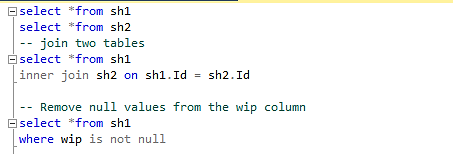 select *from sh1
select *from sh2
-- join two tables
select *from sh1
inner join sh2 on sh1.Id = sh2.Id
-- Remove null values from the wip column
select *from sh1
where wip is not null